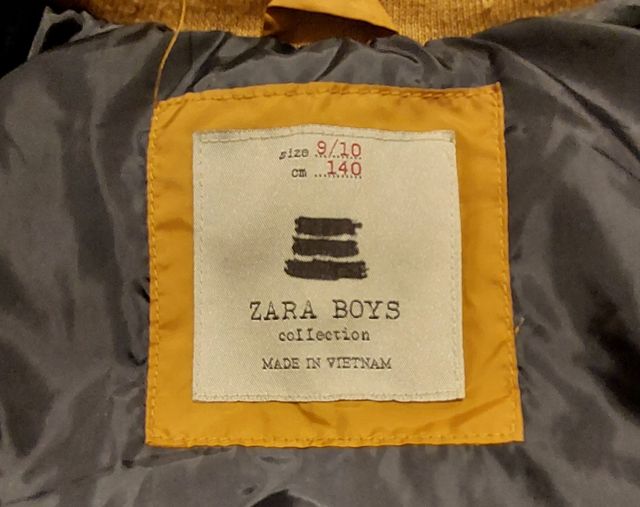 size 9/10
cm 140
ZARA BOYS
collection
MADE IN VIETNAM